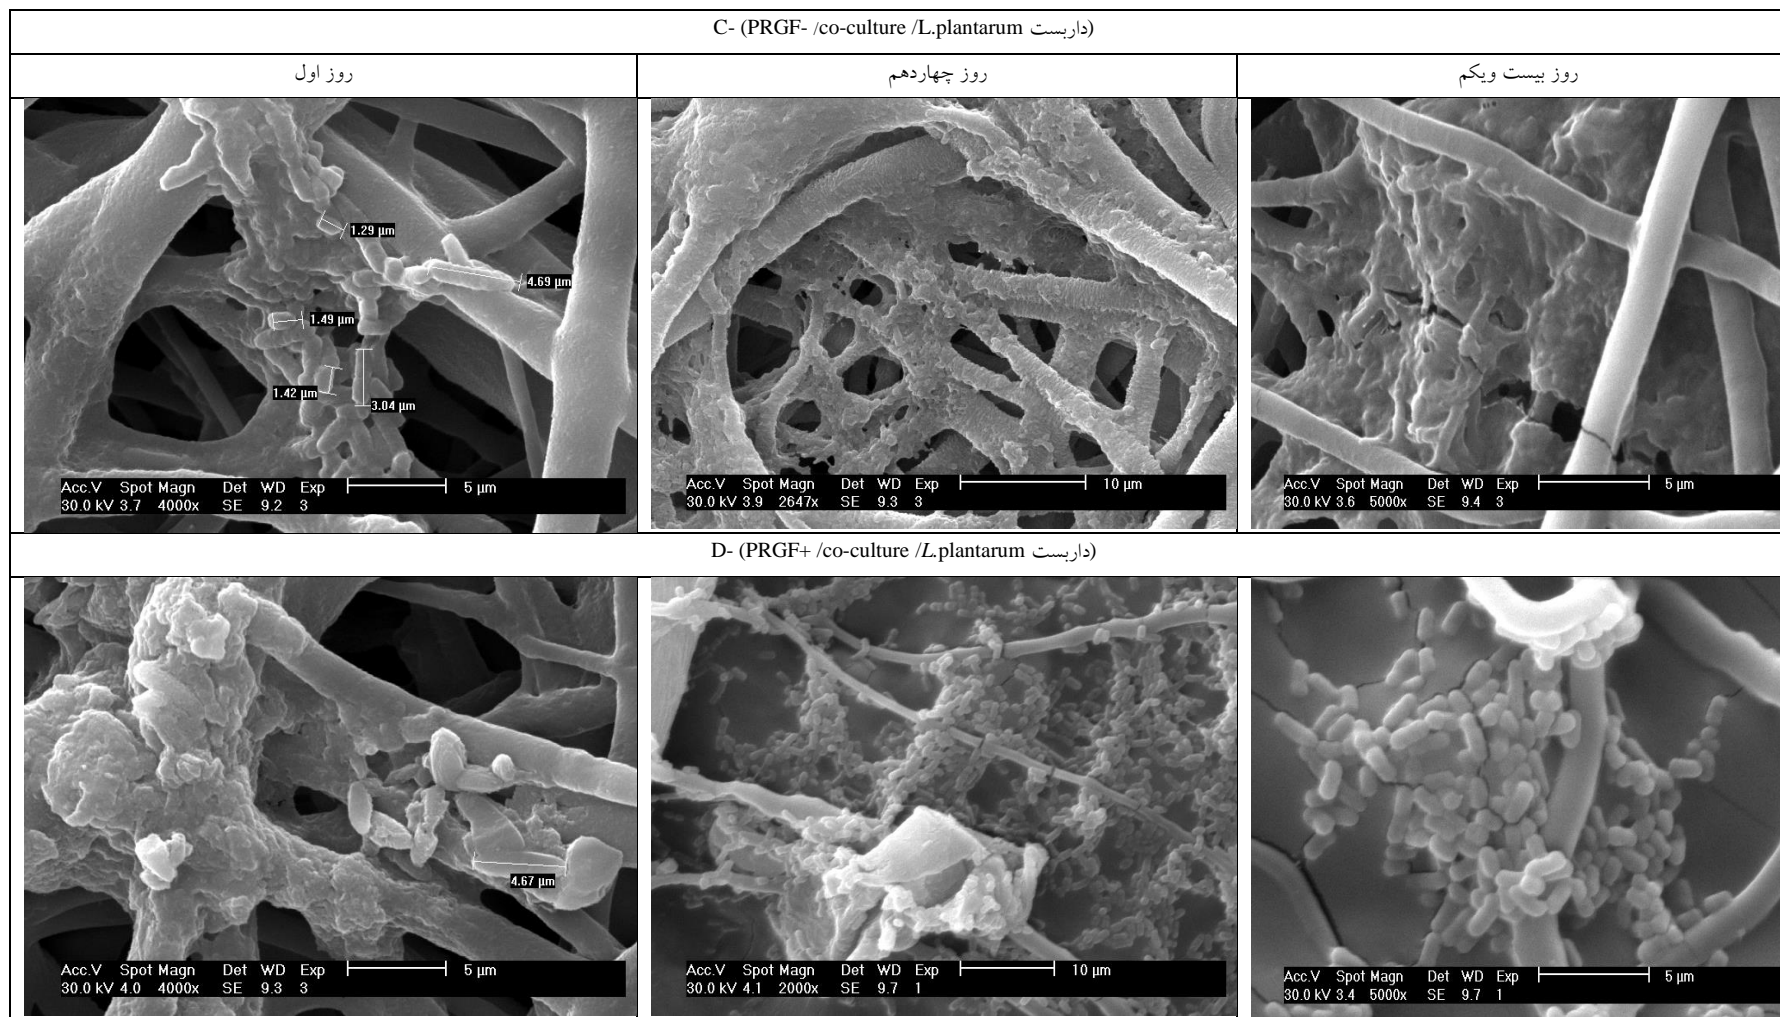 C- (PRGF- /co-culture /L.plantarum داربست)
روز اول
روز چهاردهم
روز بیست ویکم
1.29 µm
4.69 µm
1.49 µm
1.42 µm
3.04 µm
Acc.V Spot Magn Det WD Exp 5 µm
30.0 kV 3.7 4000x SE 9.2 3
Acc.V Spot Magn Det WD Exp 10 µm
30.0 kV 3.9 2647x SE 9.3 3
Acc.V Spot Magn Det WD Exp 5 µm
30.0 kV 3.6 5000x SE 9.4 3
D- (PRGF+ /co-culture /L.plantarum داربست)
4.67 µm
Acc.V Spot Magn Det WD Exp 5 µm
30.0 kV 4.0 4000x SE 9.3 3
Acc.V Spot Magn Det WD Exp 10 µm
30.0 kV 4.1 2000x SE 9.7 1
Acc.V Spot Magn Det WD Exp 5 µm
30.0 kV 3.4 5000x SE 9.7 1